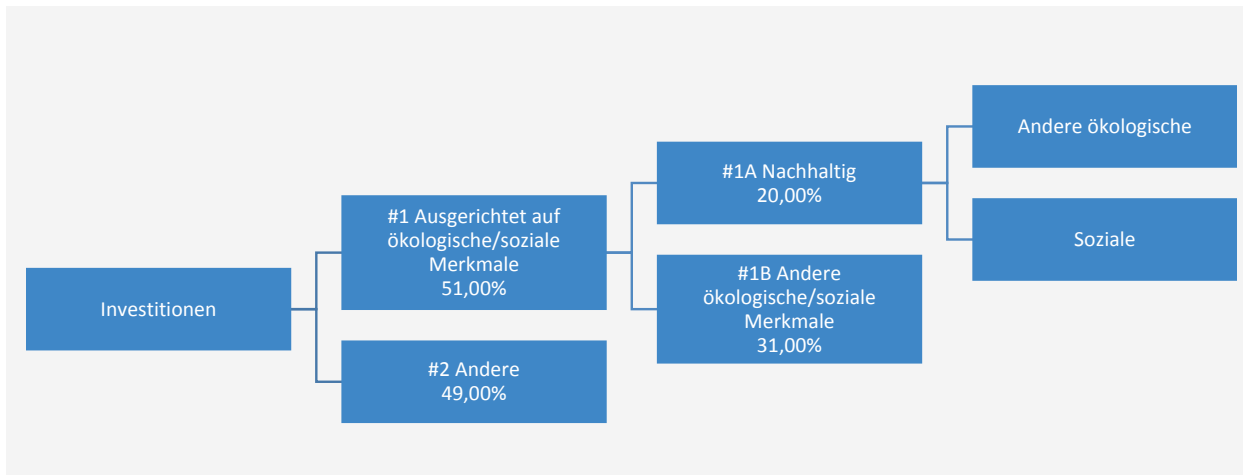 Investitionen
#1 Ausgerichtet auf
ökologische/soziale
Merkmale
51,00%
#2 Andere
49,00%
#1A Nachhaltig
20,00%
#1B Andere
ökologische/soziale
Merkmale
31,00%
Andere ökologische
Soziale